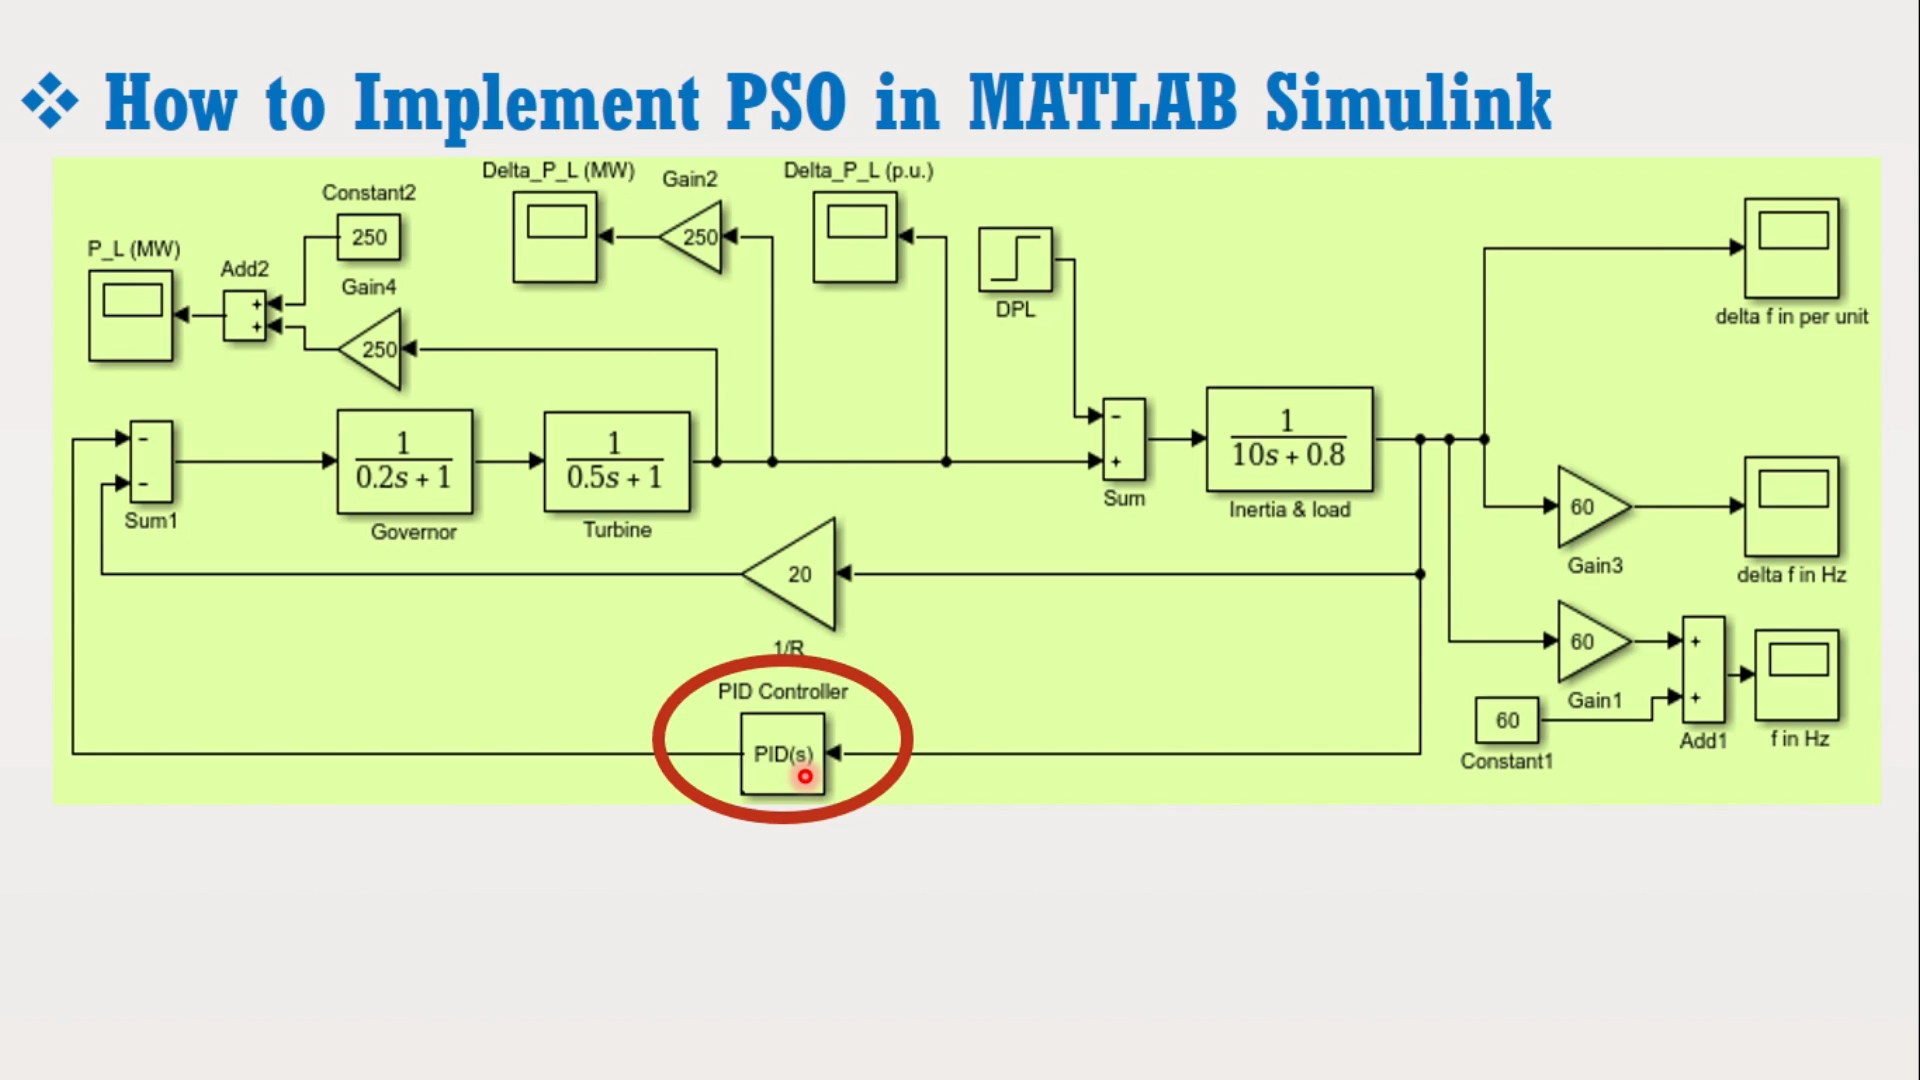 How to Implement PSO in MATLAB Simulink
Delta_P_L (MW)
Gain2
Delta_P_L (p.u.)
Constant2
250
P_L (MW)
Add2
+
+
Gain4
250
250
DPL
delta f in per unit
-
-
Sum1
1
0.2s + 1
Governor
1
0.5s + 1
Turbine
-
+
Sum
1
10s + 0.8
Inertia & load
60
Gain3
delta f in Hz
20
1/R
60
Gain1
+
+
Add1
60
Constant1
f in Hz
PID Controller
PID(s)